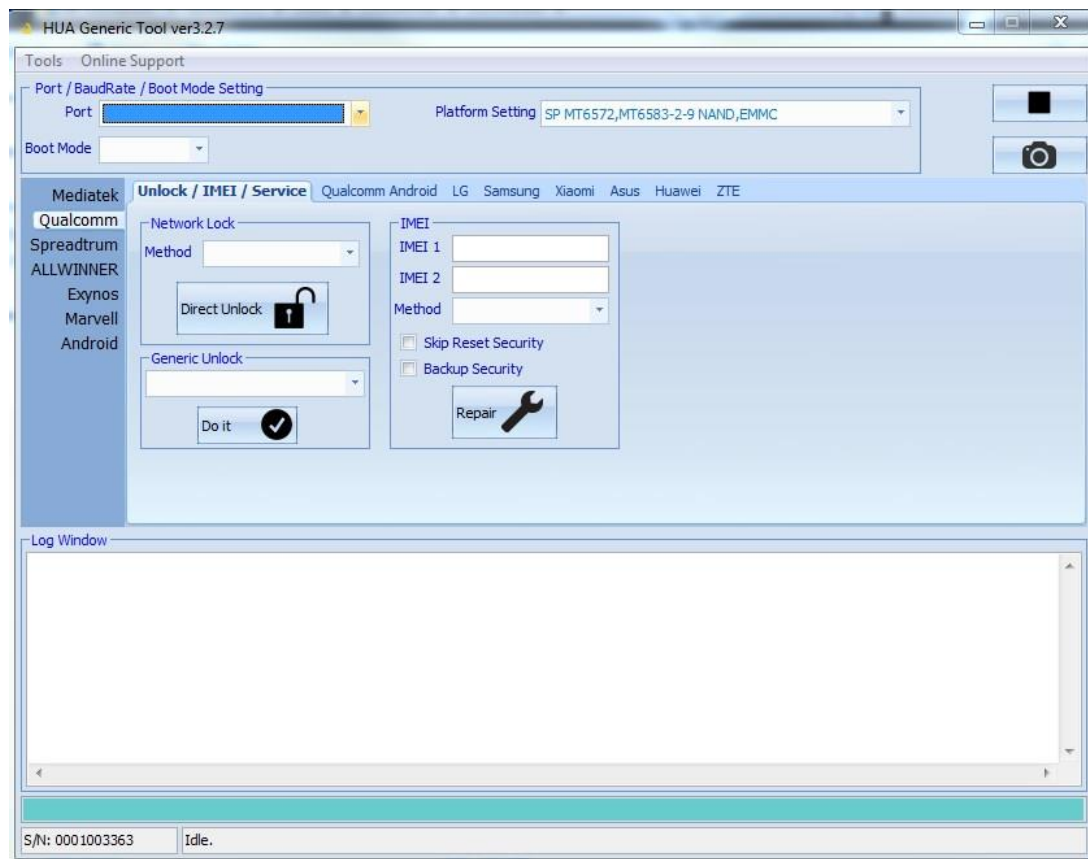 HUA Generic Tool ver3.2.7
Tools Online Support
Port / BaudRate / Boot Mode Setting
Port
Platform Setting SP MT6572,MT6583-2-9 NAND,EMMC
Boot Mode
Mediatek
Qualcomm
Spreadtrum
ALLWINNER
Exynos
Marvell
Android
Unlock / IMEI / Service Qualcomm Android LG Samsung Xiaomi Asus Huawei ZTE
Network Lock
Method
Direct Unlock
Generic Unlock
Do it
IMEI
IMEI 1
IMEI 2
Method
Skip Reset Security
Backup Security
Repair
Log Window
S/N: 0001003363 Idle.